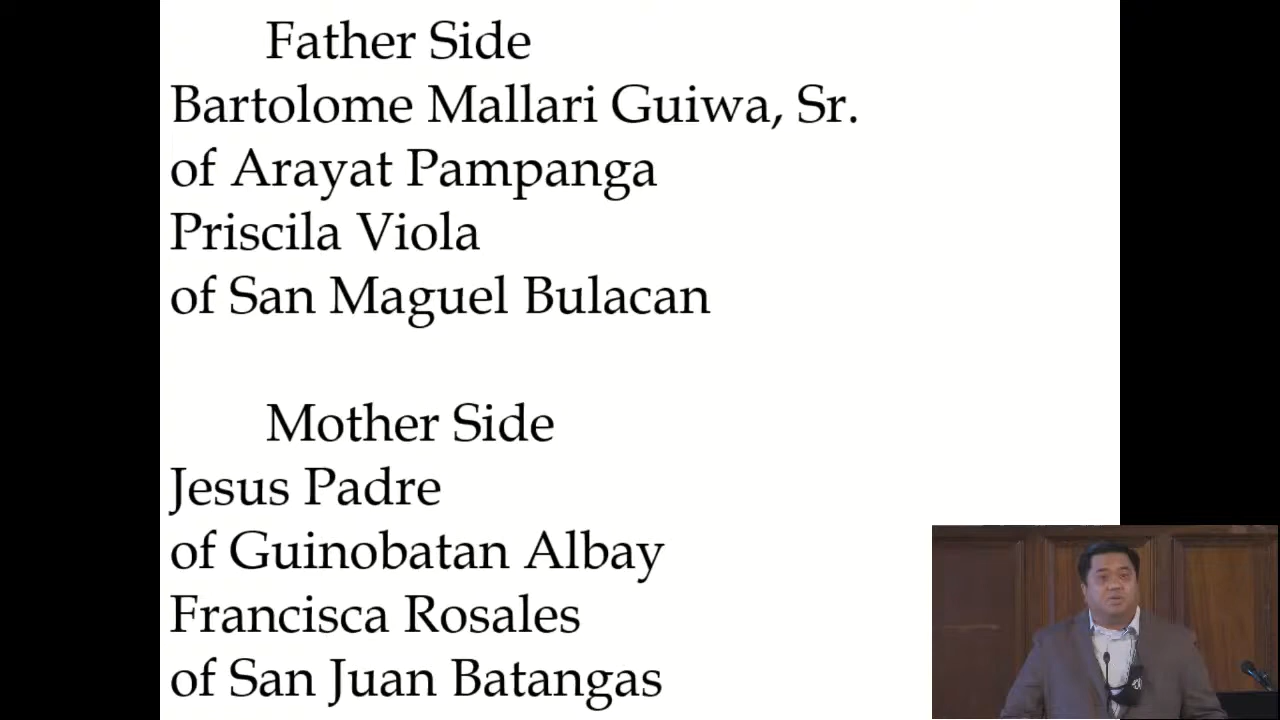 Father Side
Bartolome Mallari Guiwa, Sr.
of Arayat Pampanga
Priscila Viola
of San Maguel Bulacan
Mother Side
Jesus Padre
of Guinobatan Albay
Francisca Rosales
of San Juan Batangas